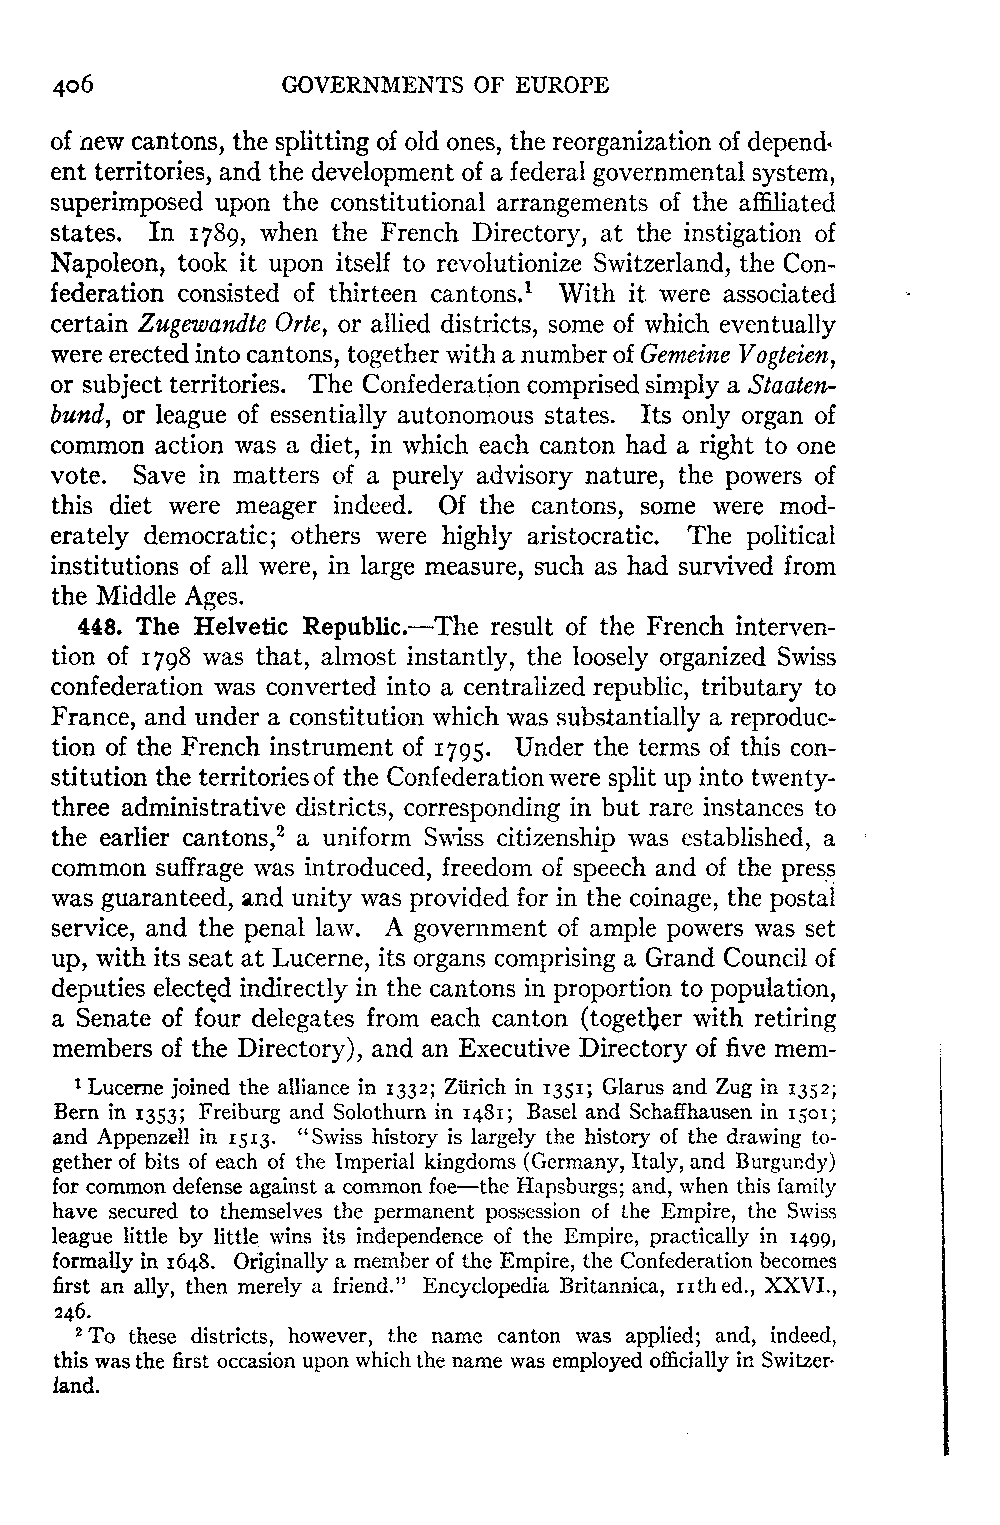 406 GOVERNMENTS OF EUROPE
of new cantons, the splitting of old ones, the reorganization of depend-
ent territories, and the development of a federal governmental system,
superimposed upon the constitutional arrangements of the affiliated
states. In 1789, when the French Directory, at the instigation of
Napoleon, took it upon itself to revolutionize Switzerland, the Con-
federation consisted of thirteen cantons.¹ With it were associated
certain Zugewandte Orte, or allied districts, some of which eventually
were erected into cantons, together with a number of Gemeine Vogteien,
or subject territories. The Confederation comprised simply a Staaten-
bund, or league of essentially autonomous states. Its only organ of
common action was a diet, in which each canton had a right to one
vote. Save in matters of a purely advisory nature, the powers of
this diet were meager indeed. Of the cantons, some were mod-
erately democratic; others were highly aristocratic. The political
institutions of all were, in large measure, such as had survived from
the Middle Ages.
448. The Helvetic Republic.—The result of the French interven-
tion of 1798 was that, almost instantly, the loosely organized Swiss
confederation was converted into a centralized republic, tributary to
France, and under a constitution which was substantially a reproduc-
tion of the French instrument of 1795. Under the terms of this con-
stitution the territories of the Confederation were split up into twenty-
three administrative districts, corresponding in but rare instances to
the earlier cantons,² a uniform Swiss citizenship was established, a
common suffrage was introduced, freedom of speech and of the press
was guaranteed, and unity was provided for in the coinage, the postal
service, and the penal law. A government of ample powers was set
up, with its seat at Lucerne, its organs comprising a Grand Council of
deputies elected indirectly in the cantons in proportion to population,
a Senate of four delegates from each canton (together with retiring
members of the Directory), and an Executive Directory of five mem-
¹ Lucerne joined the alliance in 1332; Zürich in 1351; Glarus and Zug in 1352;
Bern in 1353; Freiburg and Solothurn in 1481; Basel and Schaffhausen in 1501;
and Appenzell in 1513. "Swiss history is largely the history of the drawing to-
gether of bits of each of the Imperial kingdoms (Germany, Italy, and Burgundy)
for common defense against a common foe—the Hapsburgs; and, when this family
have secured to themselves the permanent possession of the Empire, the Swiss
league little by little wins its independence of the Empire, practically in 1499,
formally in 1648. Originally a member of the Empire, the Confederation becomes
first an ally, then merely a friend." Encyclopedia Britannica, 11th ed., XXVI.,
246.
² To these districts, however, the name canton was applied; and, indeed,
this was the first occasion upon which the name was employed officially in Switzer-
land.